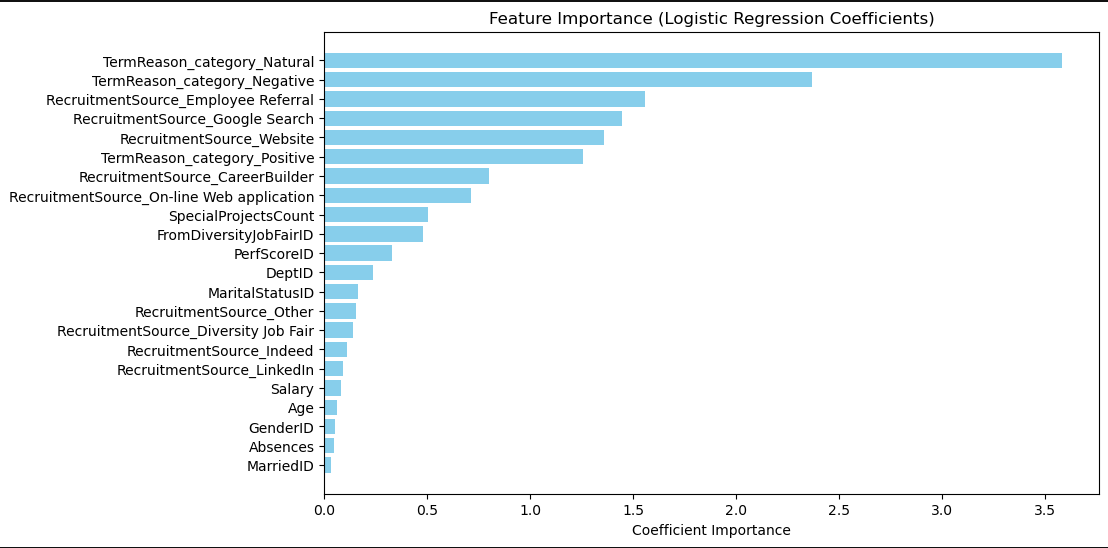 Feature Importance (Logistic Regression Coefficients)
TermReason_category_Natural
TermReason_category_Negative
RecruitmentSource_Employee Referral
RecruitmentSource_Google Search
RecruitmentSource_Website
TermReason_category_Positive
RecruitmentSource_CareerBuilder
RecruitmentSource_On-line Web application
SpecialProjectsCount
FromDiversityJobFairID
PerfScoreID
DeptID
MaritalStatusID
RecruitmentSource_Other
RecruitmentSource_Diversity Job Fair
RecruitmentSource_Indeed
RecruitmentSource_LinkedIn
Salary
Age
GenderID
Absences
MarriedID
0.0 0.5 1.0 1.5 2.0 2.5 3.0 3.5
Coefficient Importance